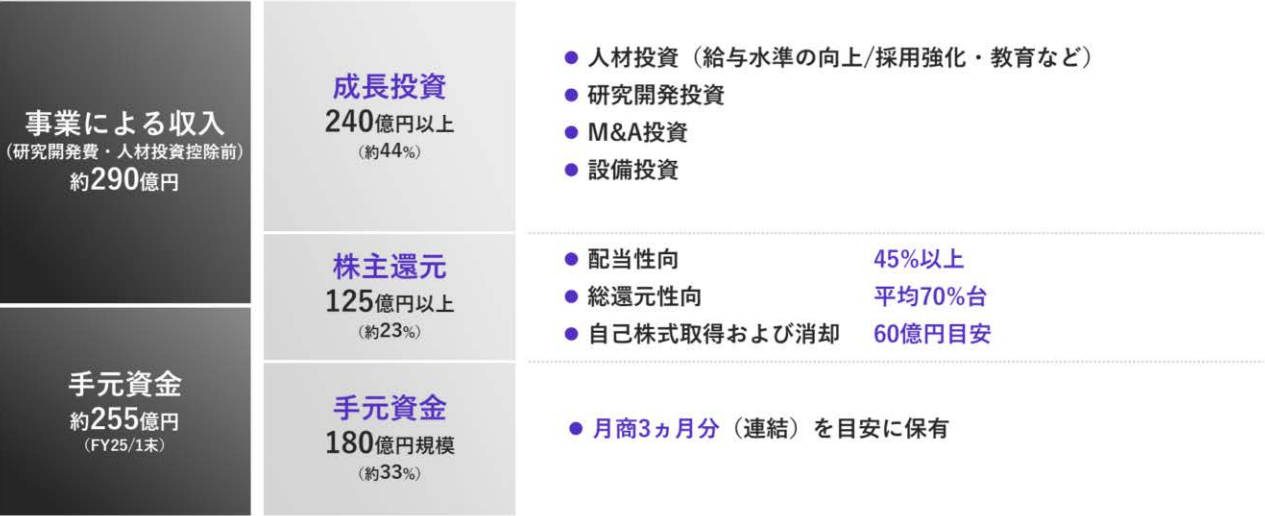 事業による収入
(研究開発費・人材投資控除前)
約290億円
手元資金
約255億円
(FY25/1末)
成長投資
240億円以上
(約44%)
株主還元
125億円以上
(約23%)
手元資金
180億円規模
(約33%)
● 人材投資（給与水準の向上/採用強化・教育など）
● 研究開発投資
● M&A投資
● 設備投資
● 配当性向 45%以上
● 総還元性向 平均70%台
● 自己株式取得および消却 60億円目安
● 月商3ヵ月分（連結）を目安に保有